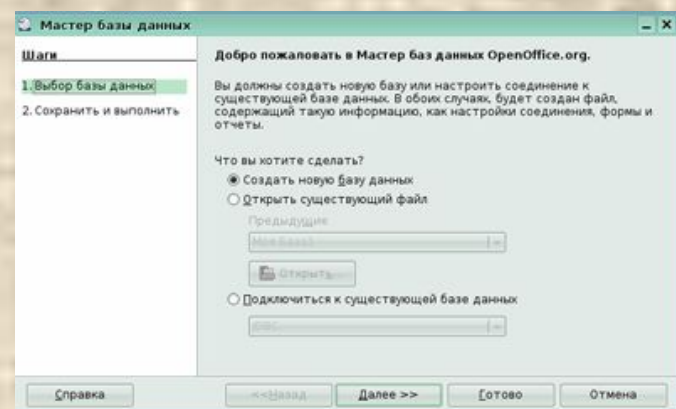 Мастер базы данных
Шаги
1. Выбор базы данных
2. Сохранить и выполнить
Добро пожаловать в Мастер баз данных OpenOffice.org.
Вы должны создать новую базу или настроить соединение к
существующей базе данных. В обоих случаях, будет создан файл,
содержащий такую информацию, как настройки соединения, формы и
отчеты.
Что вы хотите сделать?
Создать новую базу данных
Открыть существующий файл
Предыдущие
Открыть...
Подключиться к существующей базе данных
JDBC
Справка
<<Назад
Далее >>
Готово
Отмена